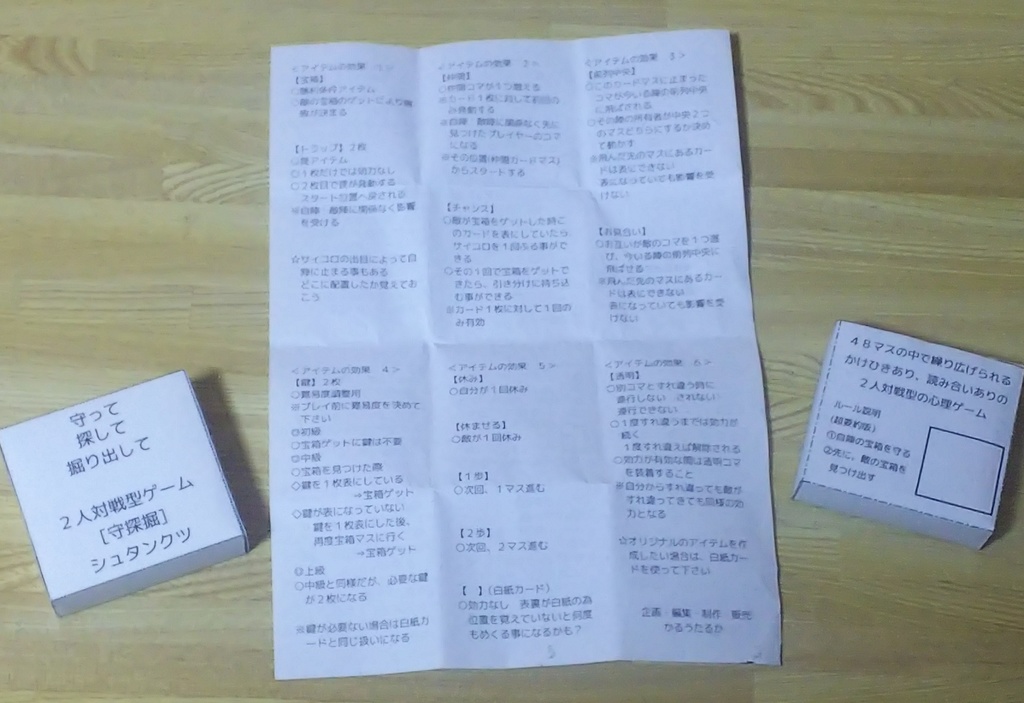 守って
探して
掘り出して
2人対戦型ゲーム
[守探掘]
シュタンクツ
<アイテムの効果 1>
【宝箱】
○勝利条件アイテム
○敵の宝箱のゲットにより勝
敗が決まる
【トラップ】2枚
○罠アイテム
○1枚だけでは効力なし
○2枚目で罠が発動する
スタート位置へ戻される
※自陣、敵陣に関係なく影響
を受ける
☆サイコロの出目によって自
陣に止まる事もある
どこに配置したか覚えてお
こう
<アイテムの効果 2>
【仲間】
○仲間コマが1つ増える
※カード1枚に対して初回の
み発動する
※自陣、敵陣に関係なく先に
見つけたプレイヤーのコマ
になる
※その位置(仲間カードマス)
からスタートする
【チャンス】
○敵が宝箱をゲットした時こ
のカードを表にしていたら
サイコロを1回ふる事がで
きる
○その1回で宝箱をゲットで
きたら、引き分けに持ち込
む事ができる
※カード1枚に対して1回の
み有効
<アイテムの効果 3>
【前列中央】
○このカードマスに止まった
コマが今いる陣の前列中央
に飛ばされる
○その陣の所有者が中央2つ
のマスどちらにするか決め
て動かす
※飛んだ先のマスにあるカー
ドは表にできない
表になっていても影響を受
けない
【お見合い】
○お互いが敵のコマを1つ選
び、今いる陣の前列中央に
飛ばせる
※飛んだ先のマスにあるカー
ドは表にできない
表になっていても影響を受
けない
<アイテムの効果 4>
【鍵】2枚
○難易度調整用
※プレイ前に難易度を決めて
下さい
◎初級
○宝箱ゲットに鍵は不要
◎中級
○宝箱を見つけた際
○鍵を1枚表にしている
→宝箱ゲット
○鍵が表になっていない
鍵を1枚表にした後、
再度宝箱マスに行く
→宝箱ゲット
◎上級
○中級と同様だが、必要な鍵
が2枚になる
※鍵が必要ない場合は白紙カ
ードと同じ扱いになる
<アイテムの効果 5>
【休み】
○自分が1回休み
【休ませる】
○敵が1回休み
【1歩】
○次回、1マス進む
【2歩】
○次回、2マス進む
【 】(白紙カード)
○効力なし 表裏が白紙の為
位置を覚えていないと何度
もめくる事になるかも?
<アイテムの効果 6>
【透明】
○別コマとすれ違う時に
進行しない されない
進行できない
○1度すれ違うまでは効力が
続く
1度すれ違えば解除される
○効力が有効な間は透明コマ
を装着すること
※自分からすれ違っても敵が
すれ違ってきても同様の効
力となる
☆オリジナルのアイテムを作
成したい場合は、白紙カー
ドを使って下さい
企画・編集・制作・販売
かるうたるか
48マスの中で繰り広げられる
かけひきあり、読み合いありの
2人対戦型の心理ゲーム
ルール説明
(超要約版)
①自陣の宝箱を守る
②先に、敵の宝箱を
見つけ出す